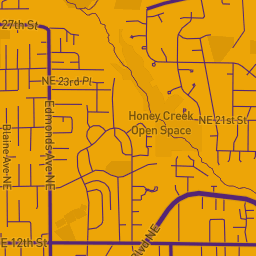 27th St
NE 23rd Pl
Honey Creek
Open Space
NE 21st St
Edmonds Ave NE
Blaine Ave NE
E 12th St
Blvd NE